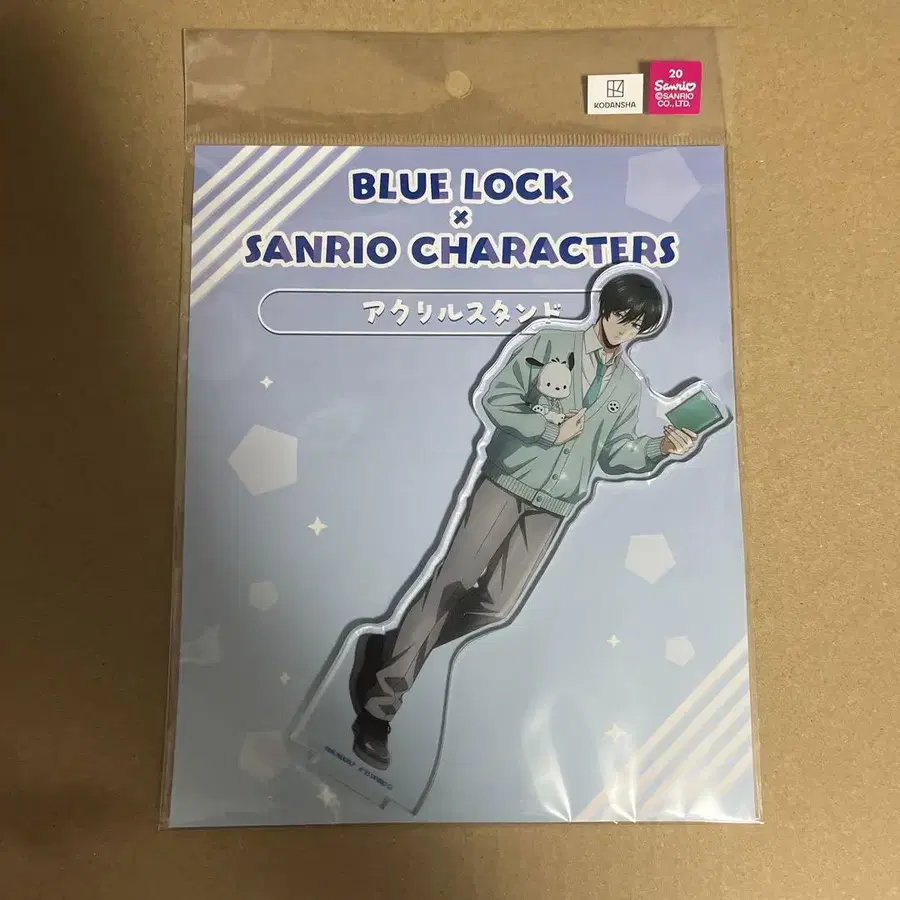 KODANSHA
20
Sanrio
©SANRIO
CO., LTD.
BLUE LOCK
×
SANRIO CHARACTERS
アクリルスタンド